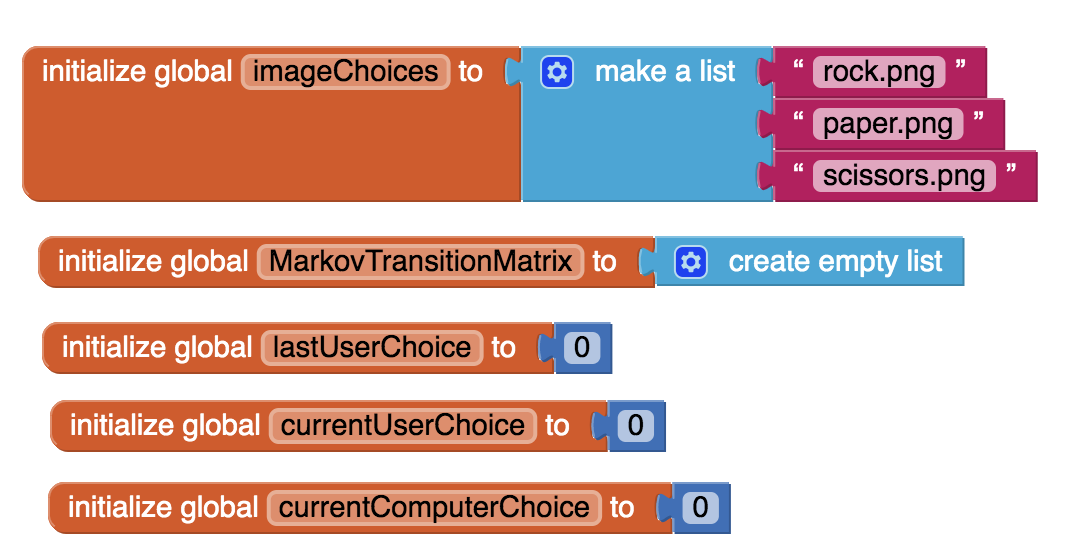 initialize global imageChoices to make a list “ rock.png ”
“ paper.png ”
“ scissors.png ”
initialize global MarkovTransitionMatrix to create empty list
initialize global lastUserChoice to 0
initialize global currentUserChoice to 0
initialize global currentComputerChoice to 0